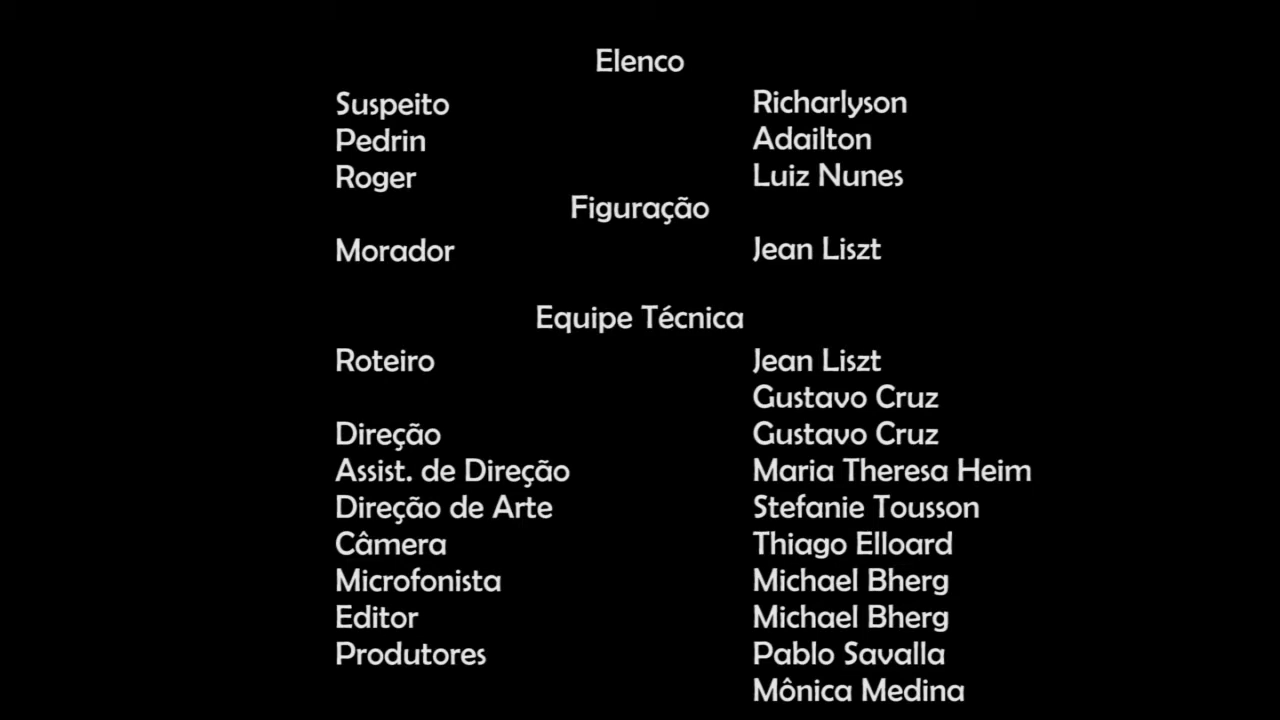 Elenco
Suspeito Richarlyson
Pedrin Adailton
Roger Luiz Nunes
Figuração
Morador Jean Liszt
Equipe Técnica
Roteiro Jean Liszt
Gustavo Cruz
Direção Gustavo Cruz
Assist. de Direção Maria Theresa Heim
Direção de Arte Stefanie Tousson
Câmera Thiago Elloard
Microfonista Michael Bherg
Editor Michael Bherg
Produtores Pablo Savalla
Mônica Medina